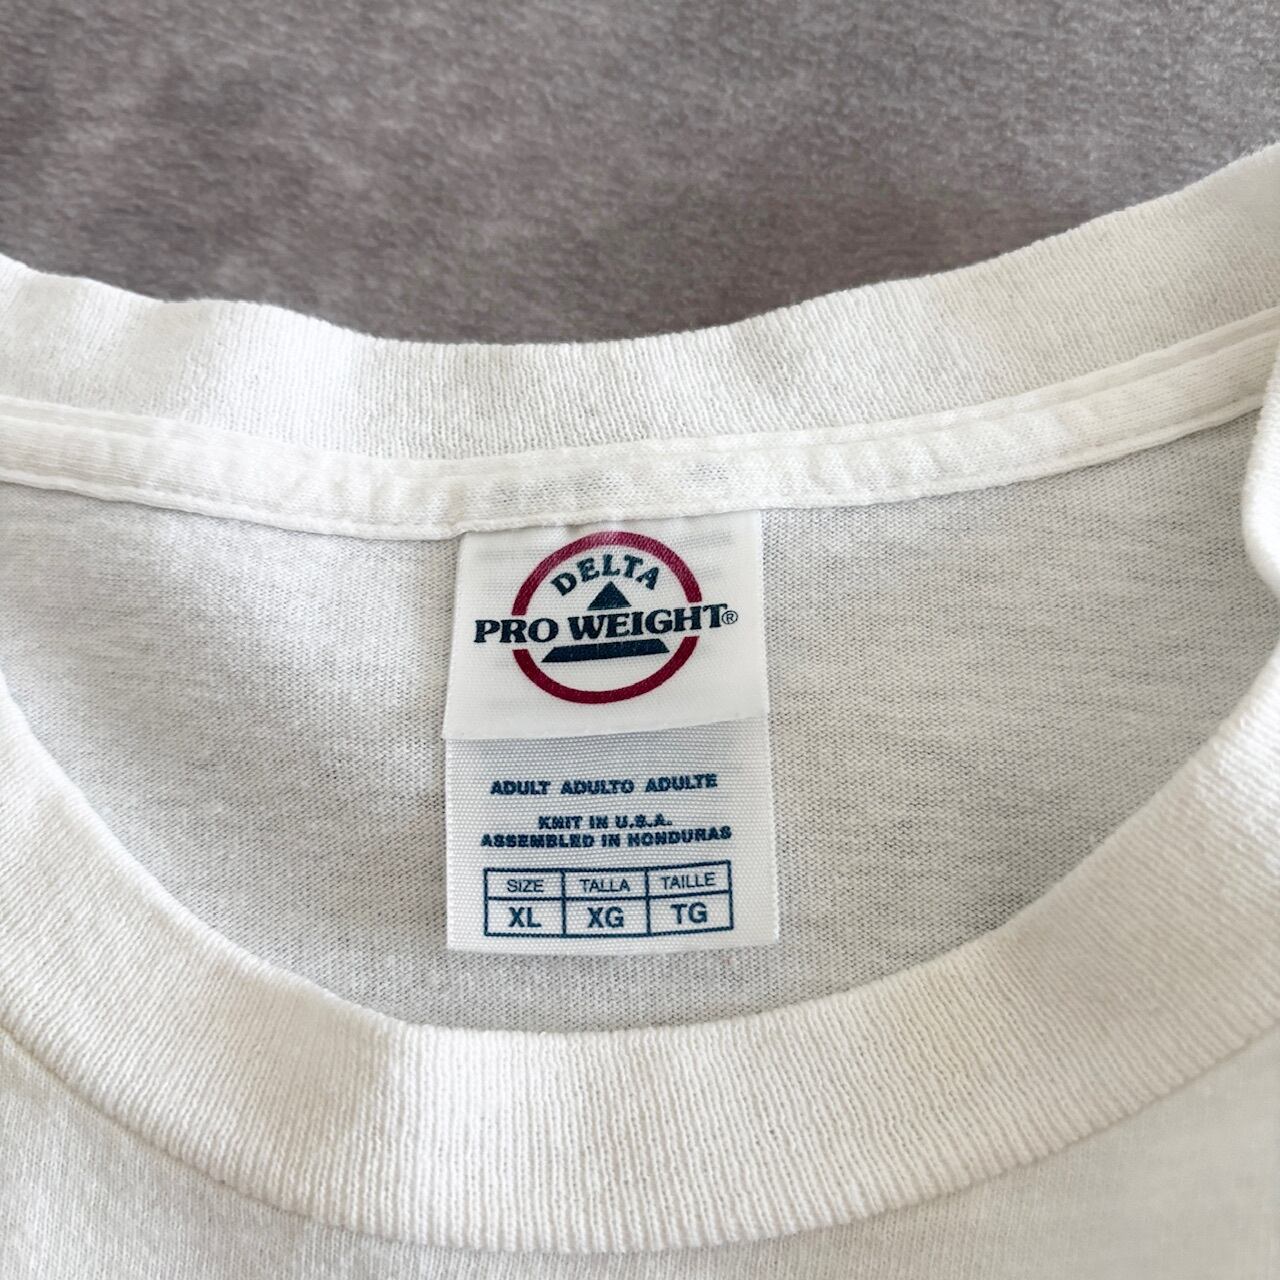 DELTA
PRO WEIGHT®
ADULT ADULTO ADULTE
KNIT IN U.S.A.
ASSEMBLED IN HONDURAS
SIZE TALLA TAILLE
XL XG TG